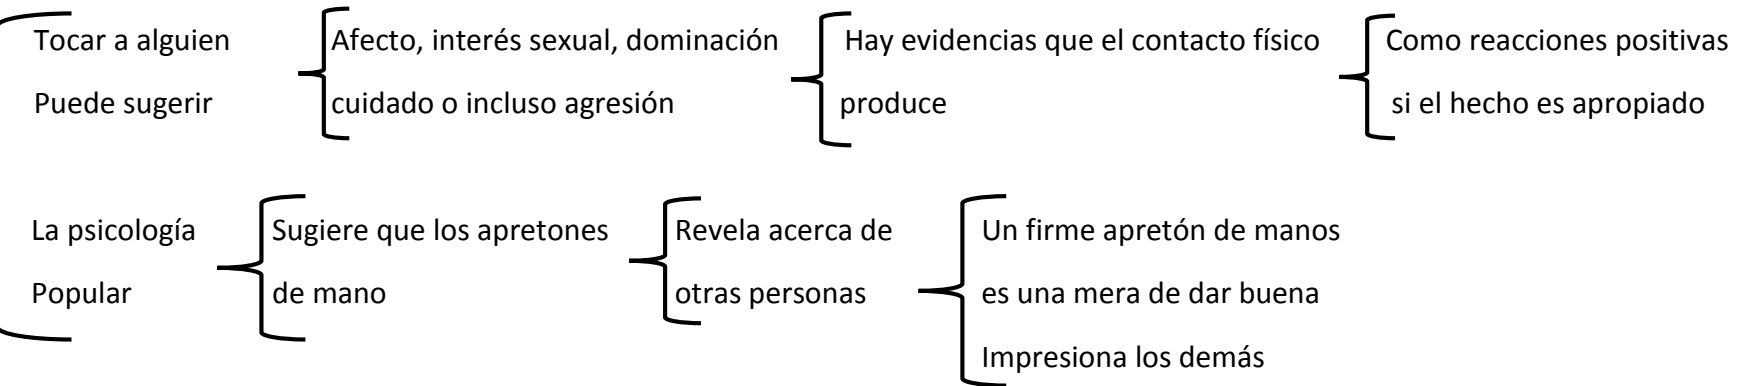 Tocar a alguien
Puede sugerir
Afecto, interés sexual, dominación
cuidado o incluso agresión
Hay evidencias que el contacto físico
produce
Como reacciones positivas
si el hecho es apropiado
La psicología
Popular
Sugiere que los apretones
de mano
Revela acerca de
otras personas
Un firme apretón de manos
es una mera de dar buena
Impresiona los demás